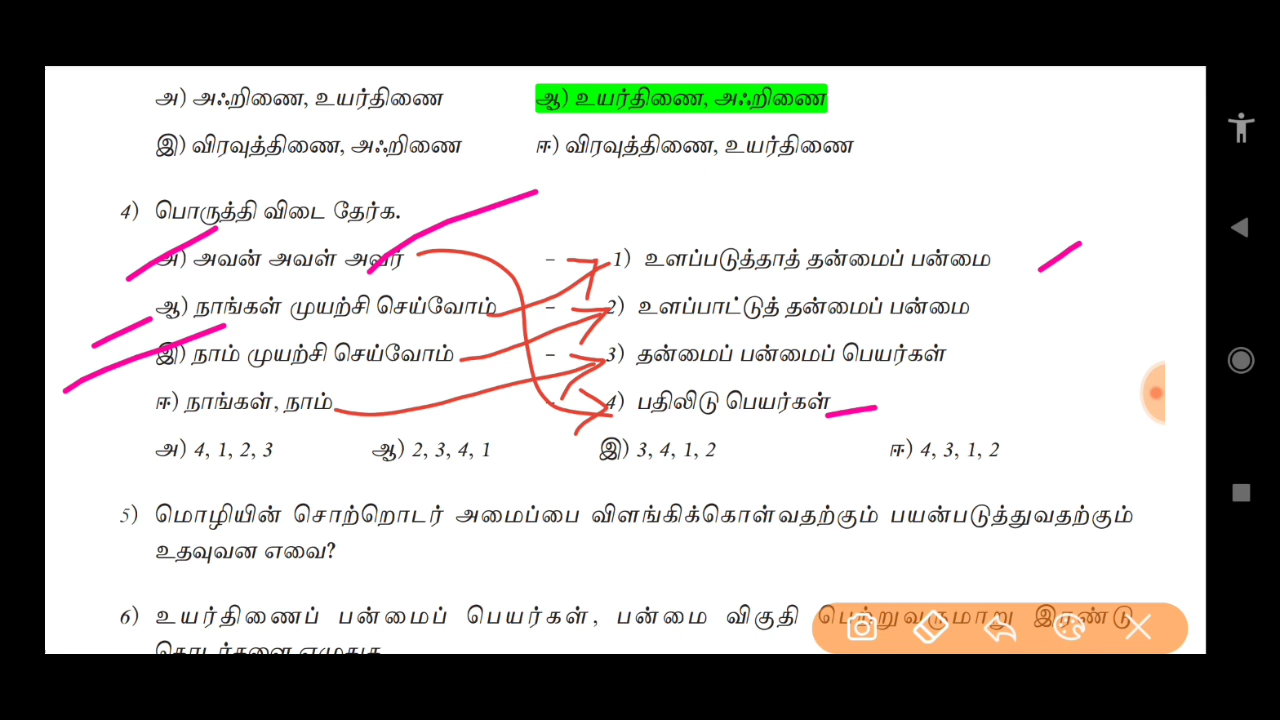 அ) அஃறிணை, உயர்திணை ஆ) உயர்திணை, அஃறிணை
இ) விரவுத்திணை, அஃறிணை ஈ) விரவுத்திணை, உயர்திணை
4) பொருத்தி விடை தேர்க.
அ) அவன் அவள் அவர் - 1) உளப்படுத்தாத் தன்மைப் பன்மை
ஆ) நாங்கள் முயற்சி செய்வோம் - 2) உளப்பாட்டுத் தன்மைப் பன்மை
இ) நாம் முயற்சி செய்வோம் - 3) தன்மைப் பன்மைப் பெயர்கள்
ஈ) நாங்கள், நாம் - 4) பதிலிடு பெயர்கள்
அ) 4, 1, 2, 3 ஆ) 2, 3, 4, 1 இ) 3, 4, 1, 2 ஈ) 4, 3, 1, 2
5) மொழியின் சொற்றொடர் அமைப்பை விளங்கிக்கொள்வதற்கும் பயன்படுத்துவதற்கும்
உதவுவன எவை?
6) உயர்திணைப் பன்மைப் பெயர்கள், பன்மை விகுதி பெற்றுவருமாறு இரண்டு